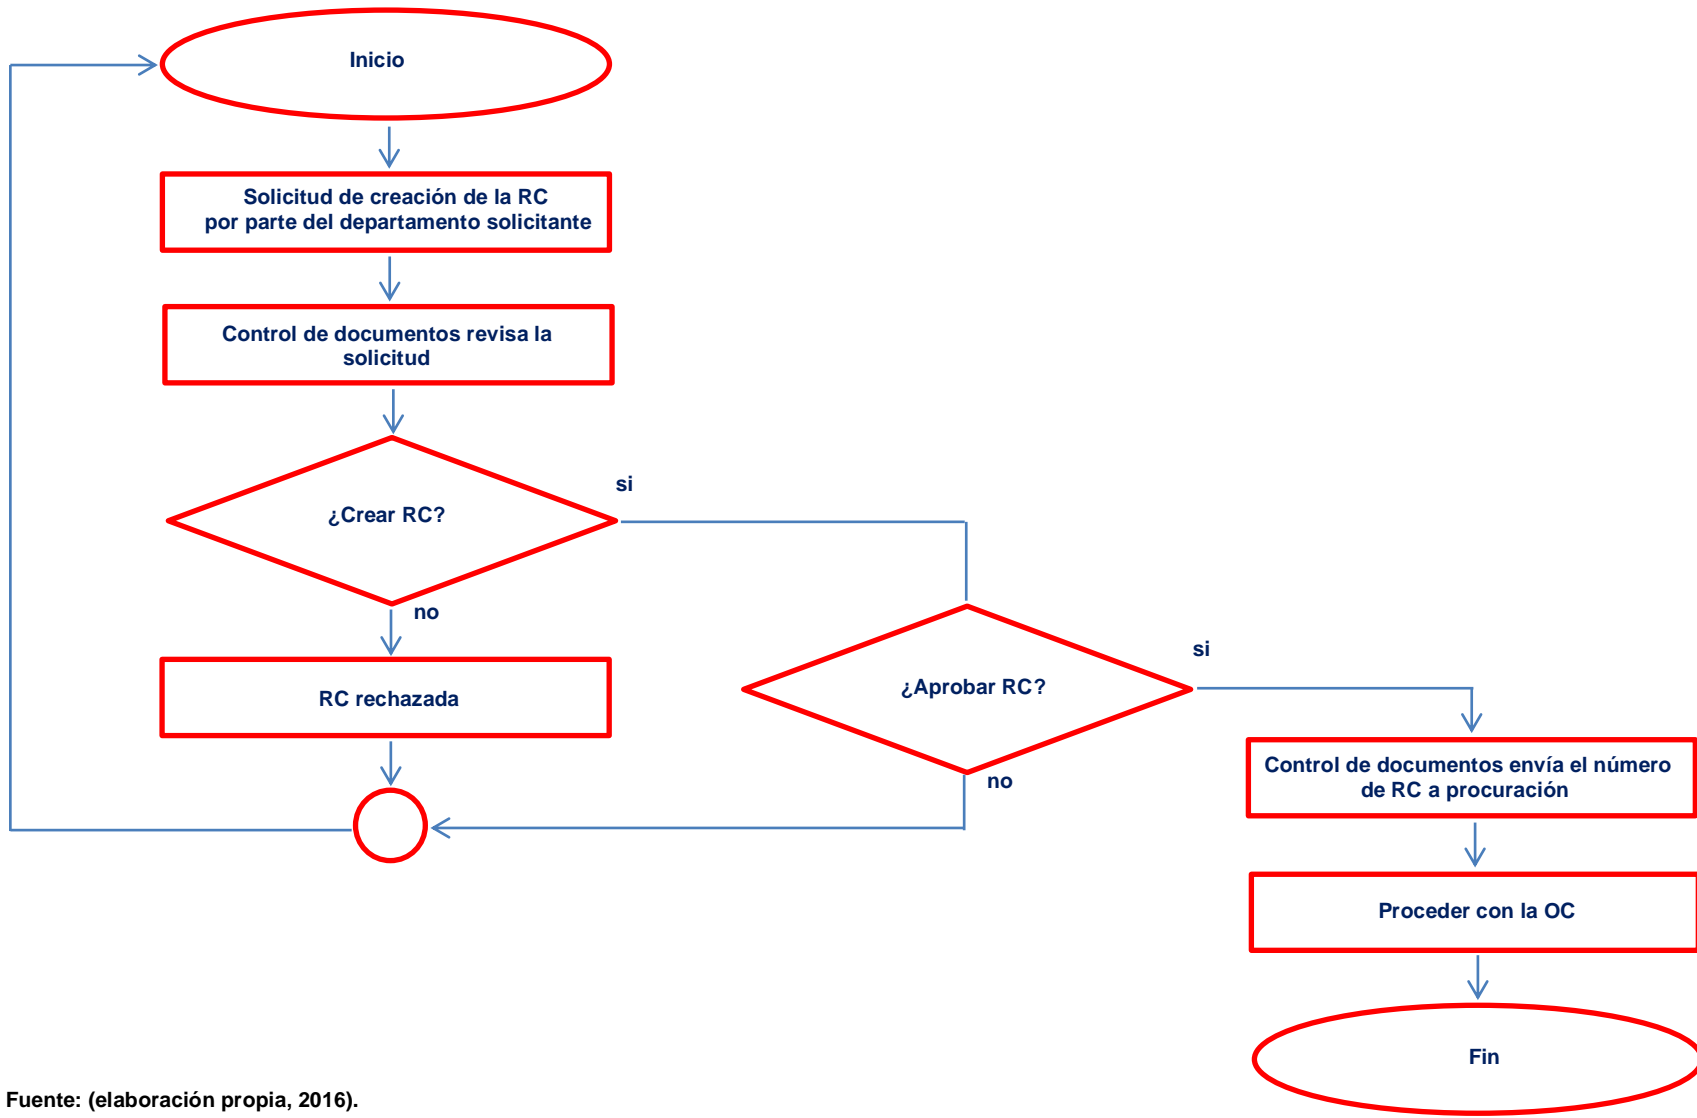 Inicio
Solicitud de creación de la RC
por parte del departamento solicitante
Control de documentos revisa la
solicitud
¿Crear RC?
si
no
RC rechazada
¿Aprobar RC?
si
no
Control de documentos envía el número
de RC a procuración
Proceder con la OC
Fin
Fuente: (elaboración propia, 2016).